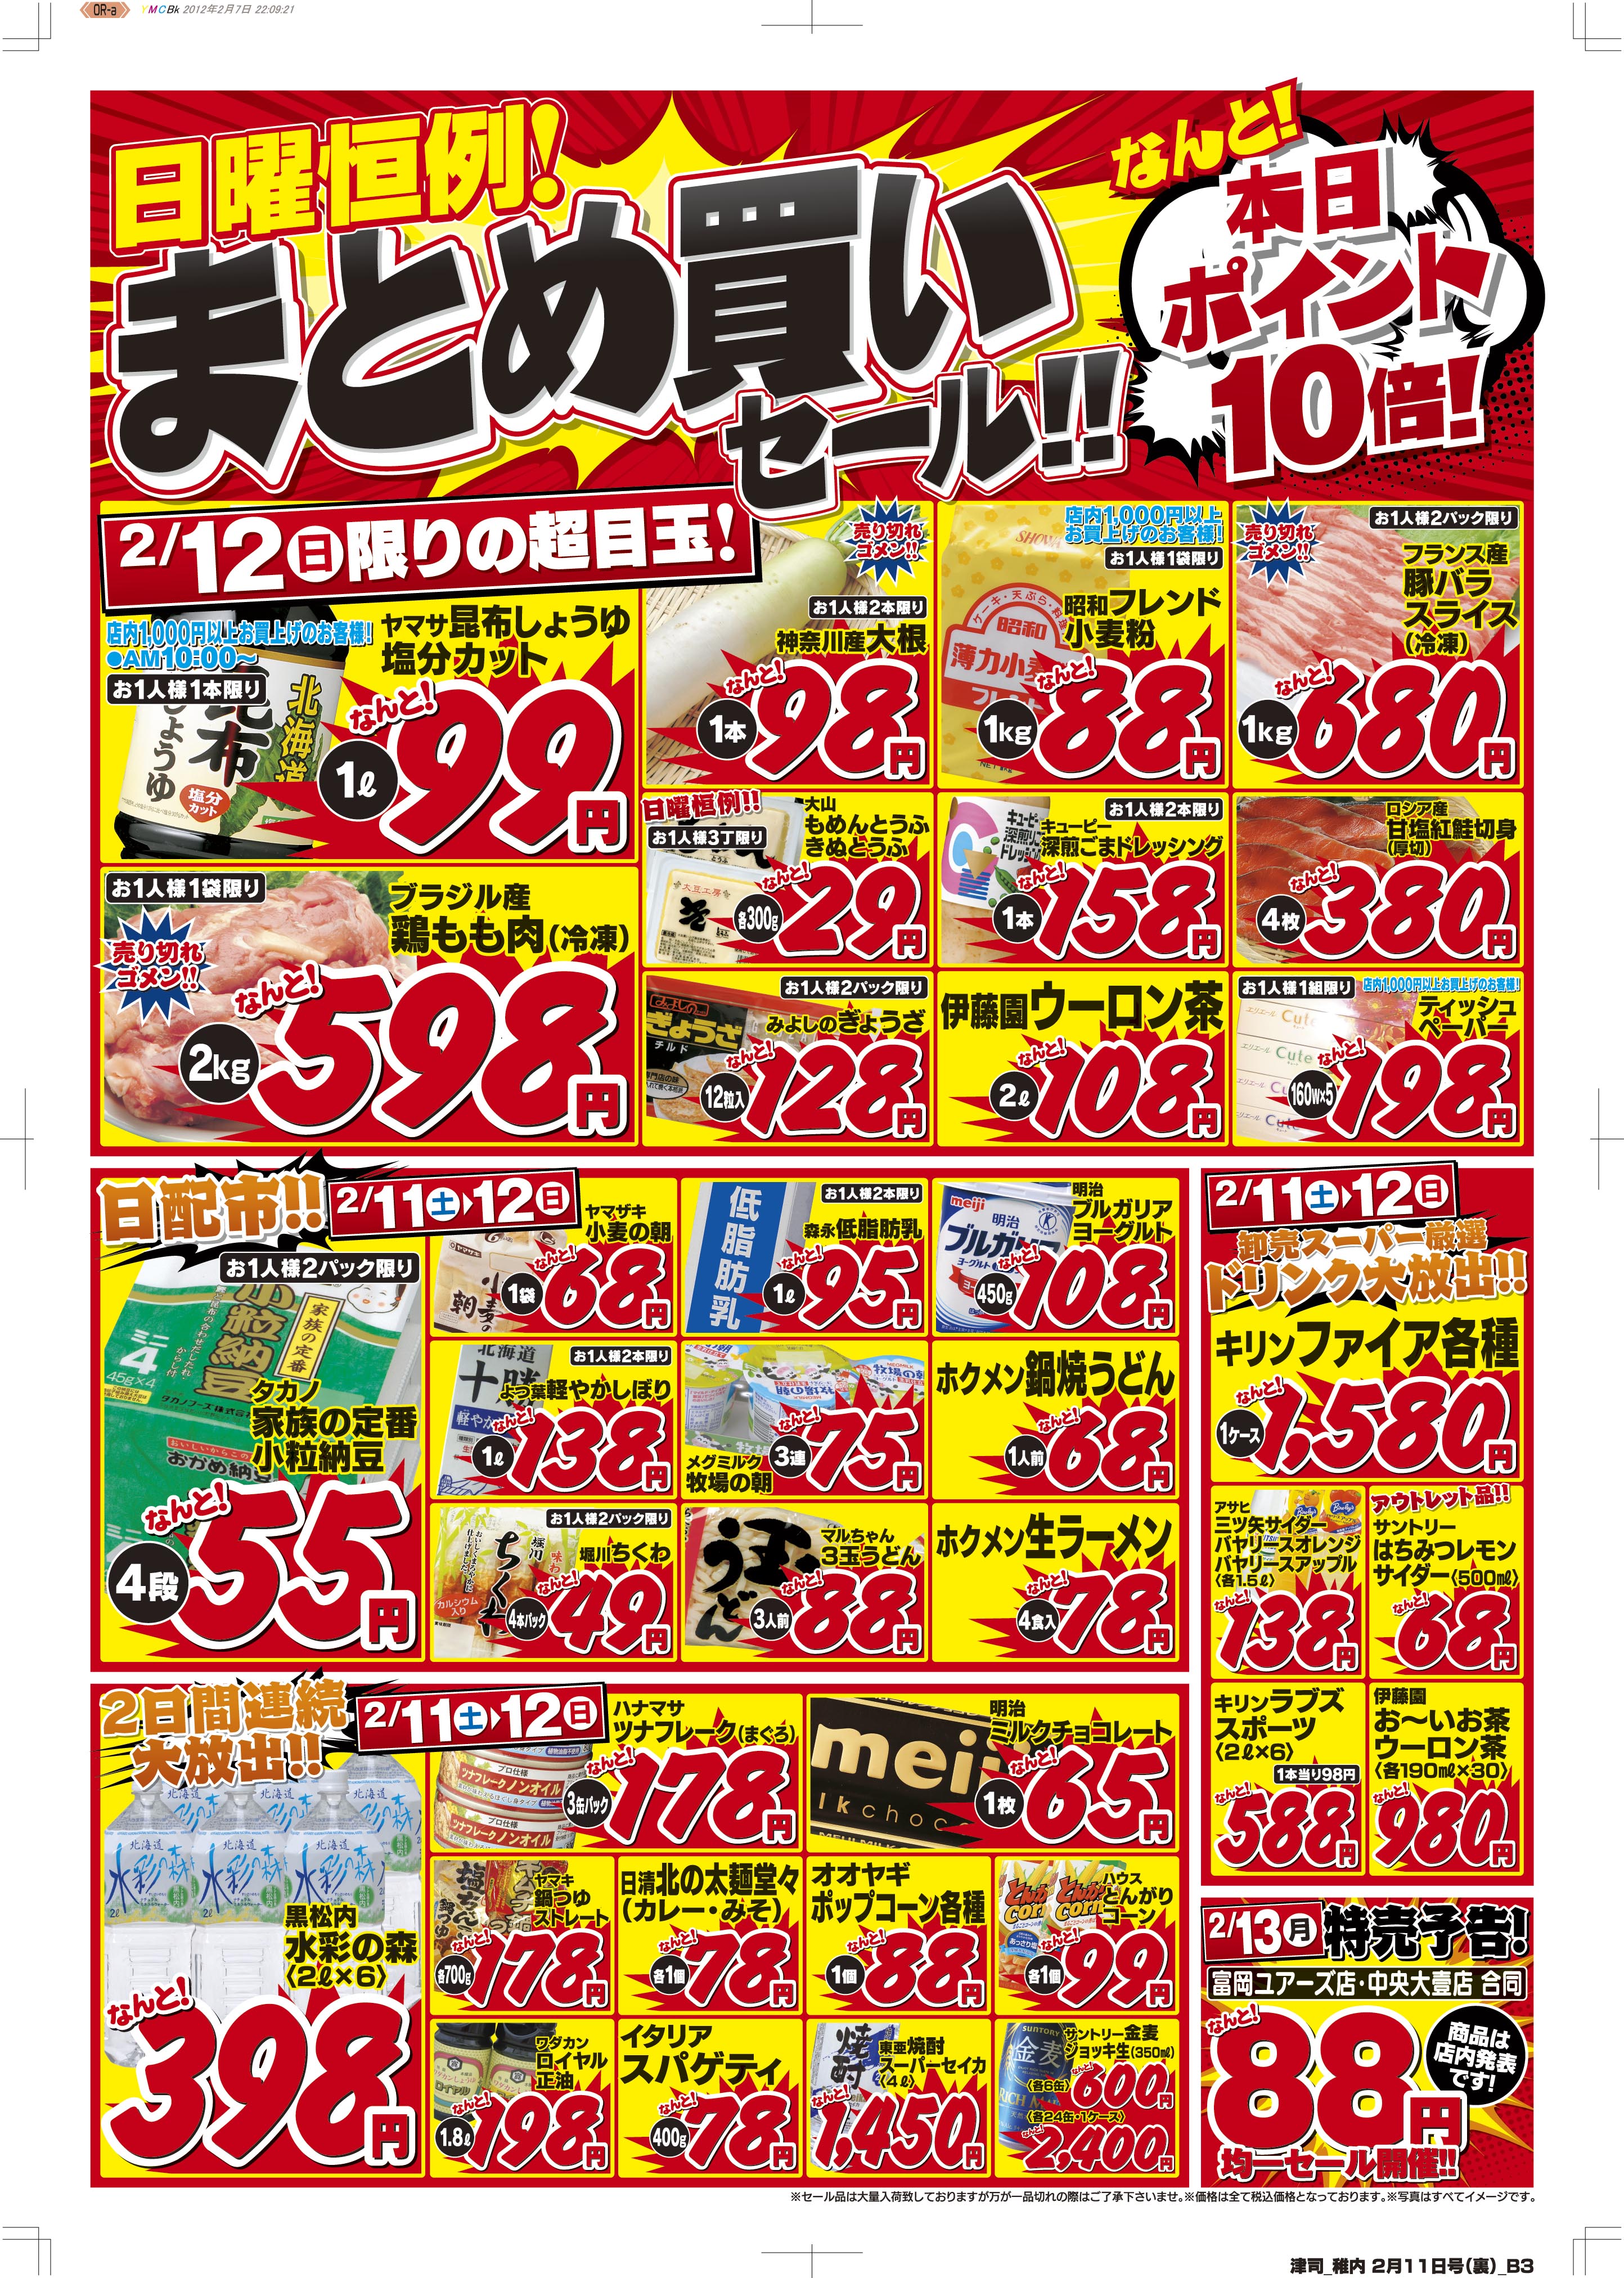 OR-a YMCBk 2012年2月7日 22:09:21
日曜恒例!
まとめ買い
セール!!
なんと!
本日
ポイント
10倍!
2/12日限りの超目玉!
店内1,000円以上お買上げのお客様!
●AM10:00〜
お1人様1本限り
ヤマサ昆布しょうゆ
塩分カット
なんと!
1ℓ 99円
売り切れ
ゴメン!!
お1人様2本限り
神奈川産大根
なんと!
1本 98円
店内1,000円以上
お買上げのお客様!
お1人様1袋限り
昭和フレンド
小麦粉
なんと!
1kg 88円
売り切れ
ゴメン!!
お1人様2パック限り
フランス産
豚バラ
スライス
(冷凍)
なんと!
1kg 680円
お1人様1袋限り
売り切れ
ゴメン!!
ブラジル産
鶏もも肉(冷凍)
なんと!
2kg 598円
日曜恒例!!
お1人様3丁限り
大山
もめんとうふ
きぬとうふ
なんと!
各300g 29円
お1人様2本限り
キューピー
深煎ごまドレッシング
なんと!
1本 158円
ロシア産
甘塩紅鮭切身
(厚切)
なんと!
4枚 380円
お1人様2パック限り
みよしのぎょうざ
なんと!
12粒入 128円
伊藤園ウーロン茶
なんと!
2ℓ 108円
お1人様1組限り
店内1,000円以上お買上げのお客様!
ティッシュ
ペーパー
なんと!
160W×5 198円
日配市!!
2/11土▶12日
お1人様2パック限り
タカノ
家族の定番
小粒納豆
なんと!
4段 55円
ヤマザキ
小麦の朝
なんと!
1袋 68円
お1人様2本限り
森永低脂肪乳
なんと!
1ℓ 95円
明治
ブルガリア
ヨーグルト
なんと!
450g 108円
お1人様2本限り
よつ葉軽やかしぼり
なんと!
1ℓ 138円
メグミルク
牧場の朝
なんと!
3連 75円
ホクメン鍋焼うどん
なんと!
1人前 68円
お1人様2パック限り
堀川ちくわ
なんと!
4本パック 49円
マルちゃん
3玉うどん
なんと!
3人前 88円
ホクメン生ラーメン
なんと!
4食入 78円
2/11土▶12日
卸売スーパー厳選
ドリンク大放出!!
キリンファイア各種
なんと!
1ケース 1,580円
アサヒ
三ツ矢サイダー
バヤリースオレンジ
バヤリースアップル
〈各1.5ℓ〉
なんと!
138円
アウトレット品!!
サントリー
はちみつレモン
サイダー〈500㎖〉
なんと!
68円
キリンラブズ
スポーツ
〈2ℓ×6〉
1本当り98円
なんと!
588円
伊藤園
お〜いお茶
ウーロン茶
〈各190㎖×30〉
なんと!
980円
2日間連続
大放出!!
2/11土▶12日
黒松内
水彩の森
〈2ℓ×6〉
なんと!
398円
ハナマサ
ツナフレーク(まぐろ)
なんと!
3缶パック 178円
明治
ミルクチョコレート
なんと!
1枚 65円
ヤマキ
鍋つゆ
ストレート
なんと!
各700g 178円
日清北の太麺堂々
(カレー・みそ)
なんと!
各1個 78円
オオヤギ
ポップコーン各種
なんと!
1個 88円
ハウス
とんがり
コーン
なんと!
各1個 99円
ワダカン
ロイヤル
正油
なんと!
1.8ℓ 198円
イタリア
スパゲティ
なんと!
400g 78円
東亜焼酎
スーパーセイカ
〈4ℓ〉
なんと!
1,450円
サントリー金麦
ジョッキ生(350㎖)
〈各6缶〉なんと!600円
〈各24缶・1ケース〉
なんと!2,400円
2/13月 特売予告!
富岡ユアーズ店・中央大壹店 合同
なんと!
88円
商品は
店内発表
です!
均一セール開催!!
※セール品は大量入荷致しておりますが万が一品切れの際はご了承下さいませ。※価格は全て税込価格となっております。※写真はすべてイメージです。
津司_稚内 2月11日号(裏)_B3